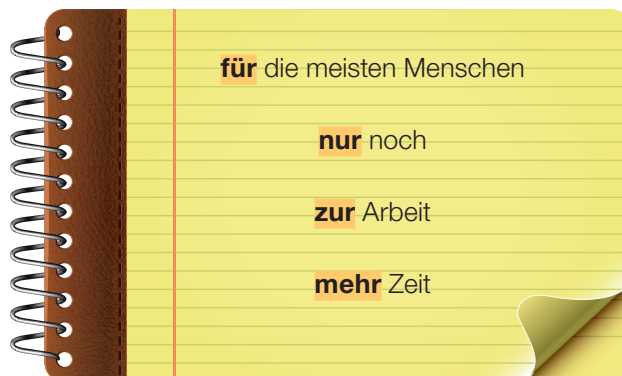 für die meisten Menschen
nur noch
zur Arbeit
mehr Zeit